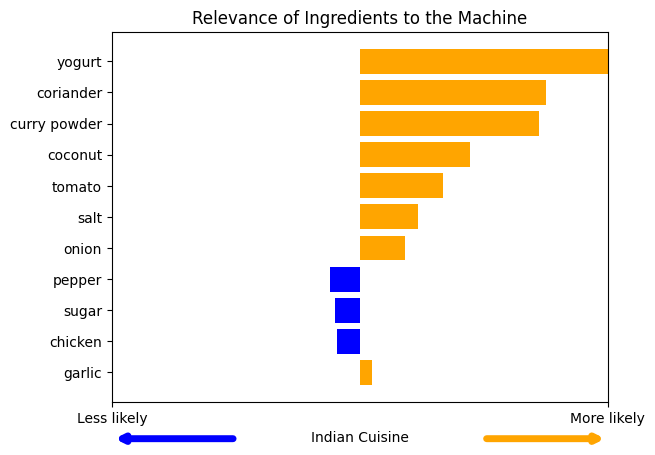 Relevance of Ingredients to the Machine
yogurt
coriander
curry powder
coconut
tomato
salt
onion
pepper
sugar
chicken
garlic
Less likely
More likely
Indian Cuisine